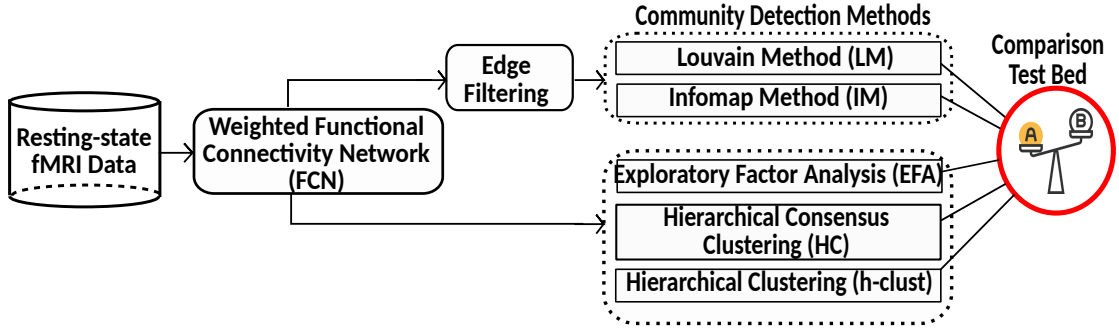 Community Detection Methods
Louvain Method (LM)
Infomap Method (IM)
Edge
Filtering
Comparison
Test Bed
A
B
Resting-state
fMRI Data
Weighted Functional
Connectivity Network
(FCN)
Exploratory Factor Analysis (EFA)
Hierarchical Consensus
Clustering (HC)
Hierarchical Clustering (h-clust)